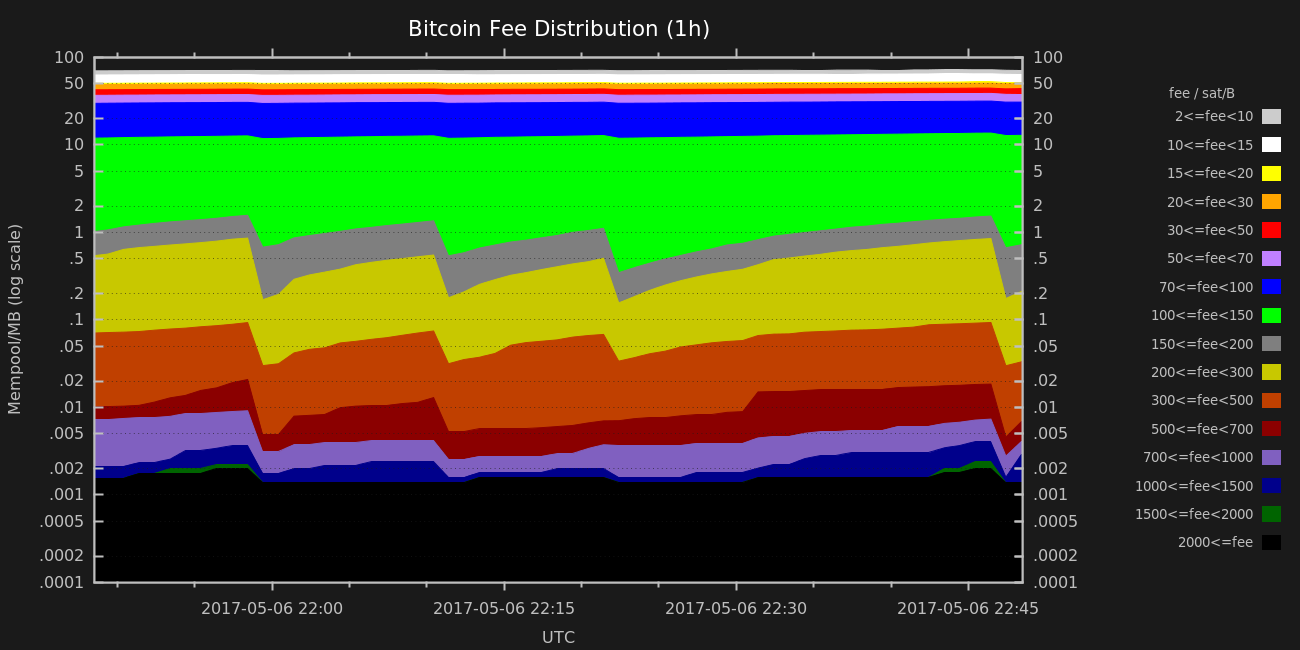 Bitcoin Fee Distribution (1h)
Mempool/MB (log scale)
100
50
20
10
5
2
1
.5
.2
.1
.05
.02
.01
.005
.002
.001
.0005
.0002
.0001
100
50
20
10
5
2
1
.5
.2
.1
.05
.02
.01
.005
.002
.001
.0005
.0002
.0001
fee / sat/B
2<=fee<10
10<=fee<15
15<=fee<20
20<=fee<30
30<=fee<50
50<=fee<70
70<=fee<100
100<=fee<150
150<=fee<200
200<=fee<300
300<=fee<500
500<=fee<700
700<=fee<1000
1000<=fee<1500
1500<=fee<2000
2000<=fee
2017-05-06 22:00 2017-05-06 22:15 2017-05-06 22:30 2017-05-06 22:45
UTC